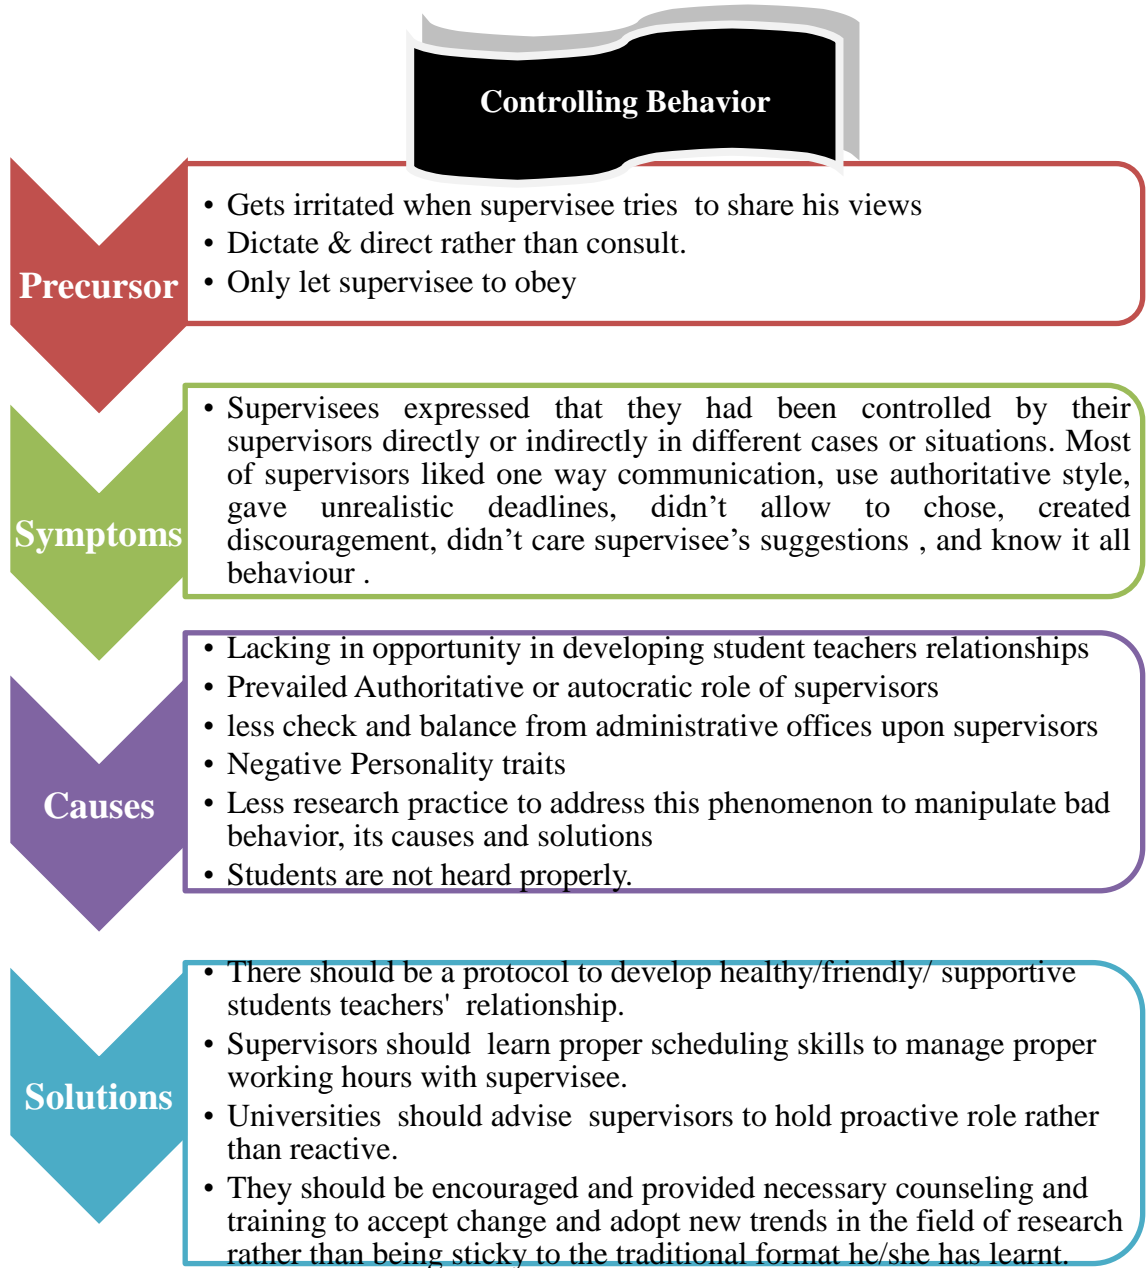 Controlling Behavior
Precursor
• Gets irritated when supervisee tries to share his views
• Dictate & direct rather than consult.
• Only let supervisee to obey
Symptoms
• Supervisees expressed that they had been controlled by their
supervisors directly or indirectly in different cases or situations. Most
of supervisors liked one way communication, use authoritative style,
gave unrealistic deadlines, didn’t allow to chose, created
discouragement, didn’t care supervisee’s suggestions , and know it all
behaviour .
Causes
• Lacking in opportunity in developing student teachers relationships
• Prevailed Authoritative or autocratic role of supervisors
• less check and balance from administrative offices upon supervisors
• Negative Personality traits
• Less research practice to address this phenomenon to manipulate bad
behavior, its causes and solutions
• Students are not heard properly.
Solutions
• There should be a protocol to develop healthy/friendly/ supportive
students teachers' relationship.
• Supervisors should learn proper scheduling skills to manage proper
working hours with supervisee.
• Universities should advise supervisors to hold proactive role rather
than reactive.
• They should be encouraged and provided necessary counseling and
training to accept change and adopt new trends in the field of research
rather than being sticky to the traditional format he/she has learnt.